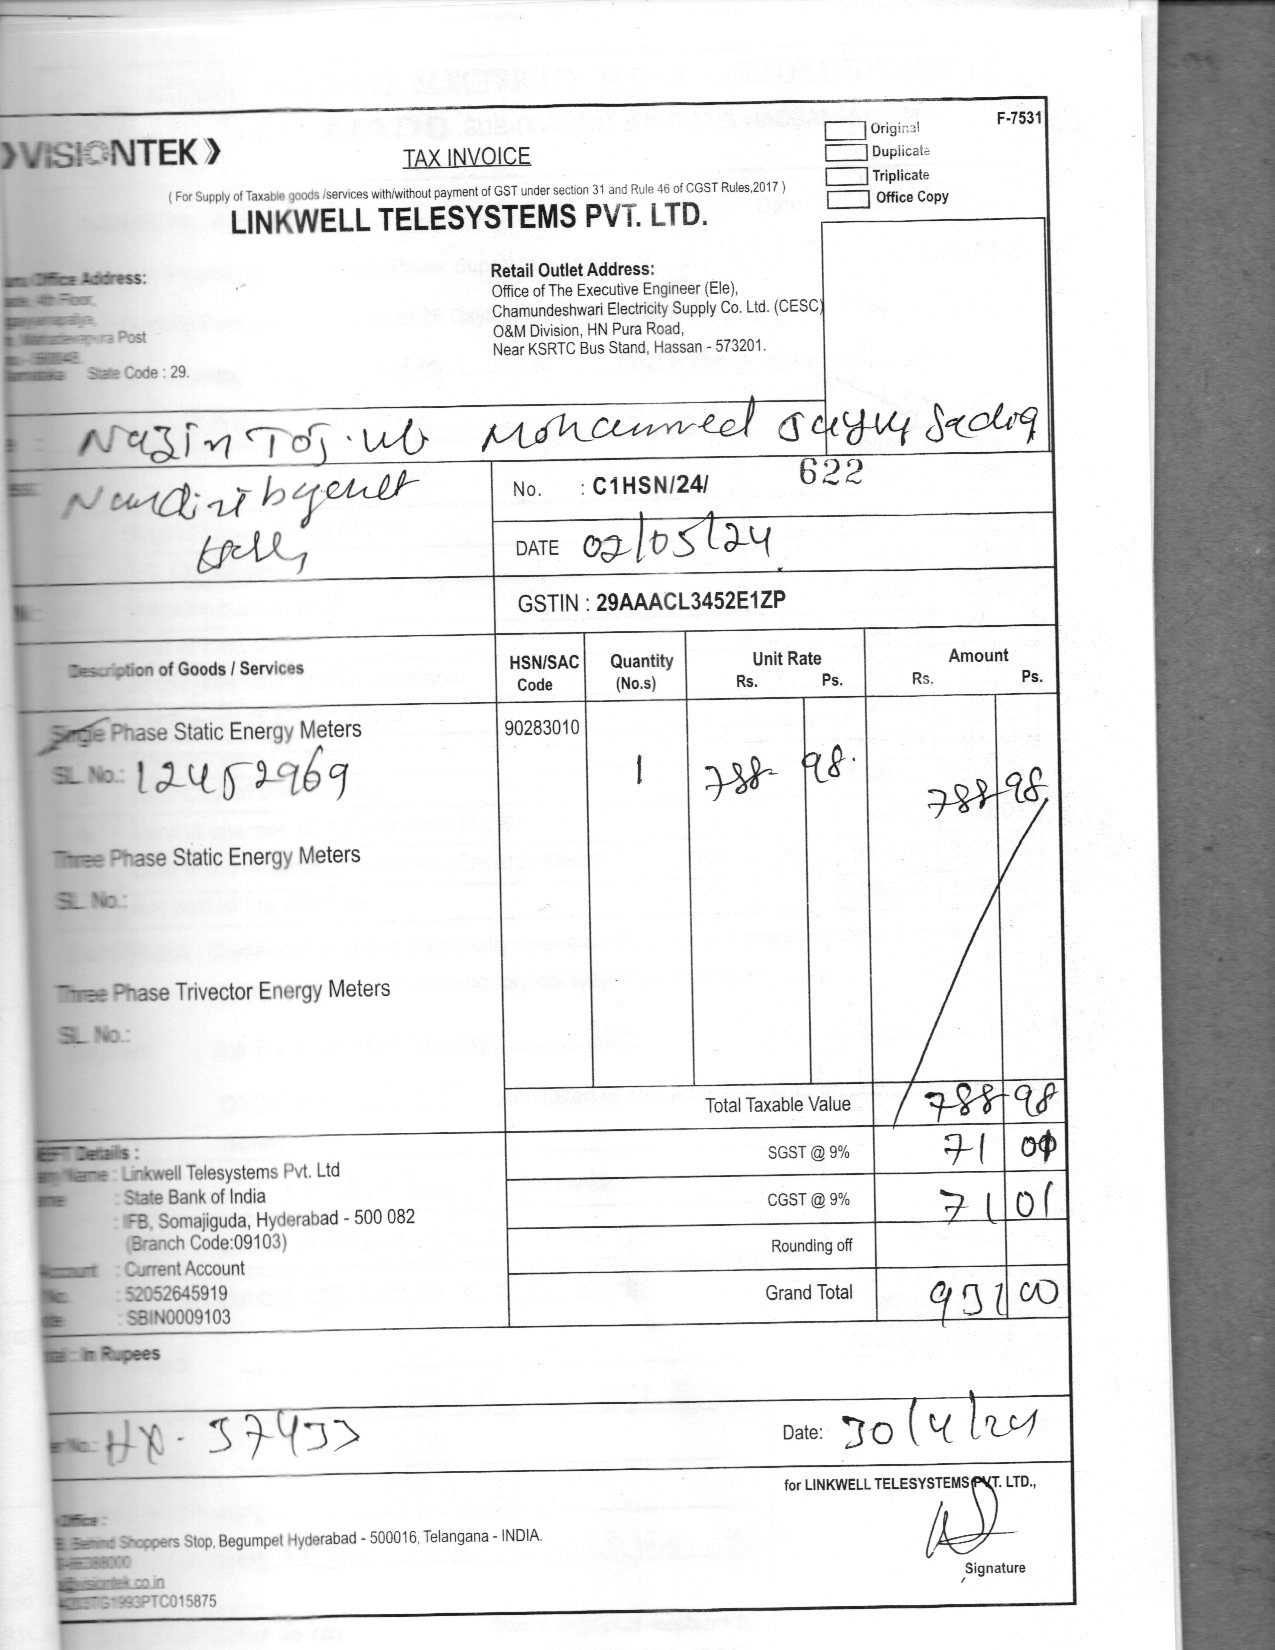 F-7531
VISIONTEK
TAX INVOICE
Original
Duplicate
Triplicate
Office Copy
( For Supply of Taxable goods /services with/without payment of GST under section 31 and Rule 46 of CGST Rules,2017 )
LINKWELL TELESYSTEMS PVT. LTD.
Office Address:
4th Floor,
Post
State Code : 29.
Retail Outlet Address:
Office of The Executive Engineer (Ele),
Chamundeshwari Electricity Supply Co. Ltd. (CESC)
O&M Division, HN Pura Road,
Near KSRTC Bus Stand, Hassan - 573201.
Mohammed Sadiq
No. : C1HSN/24/ 622
DATE 02/05/24
GSTIN : 29AAACL3452E1ZP
Description of Goods / Services HSN/SAC Code Quantity (No.s) Unit Rate Rs. Ps. Amount Rs. Ps.
Single Phase Static Energy Meters 90283010
SL. No.: 12452969 1 788 98 788 98
Three Phase Static Energy Meters
SL. No.:
Three Phase Trivector Energy Meters
SL. No.:
Total Taxable Value 788 98
SGST @ 9% 71
CGST @ 9% 71 01
Rounding off
Grand Total 931 00
Details :
Name : Linkwell Telesystems Pvt. Ltd
: State Bank of India
: IFB, Somajiguda, Hyderabad - 500 082
(Branch Code:09103)
Account : Current Account
: 52052645919
: SBIN0009103
In Rupees
Date: 30/4/24
for LINKWELL TELESYSTEMS PVT. LTD.,
Office :
Behind Shoppers Stop, Begumpet Hyderabad - 500016, Telangana - INDIA.
Signature